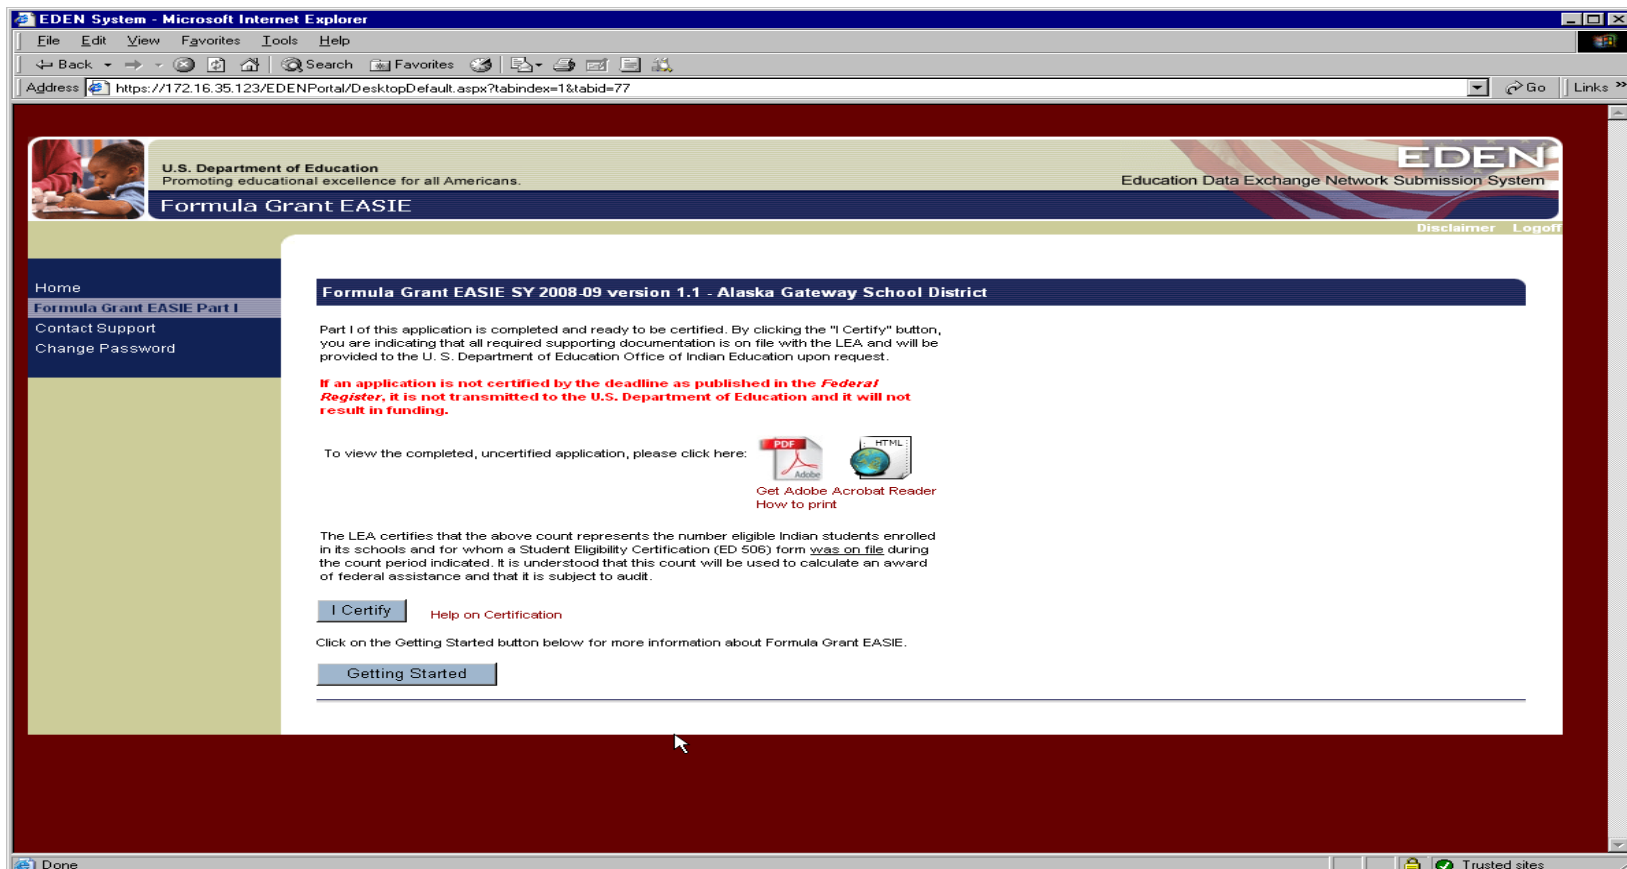 EDEN System - Microsoft Internet Explorer
File Edit View Favorites Tools Help
Back Search Favorites
Address https://172.16.35.123/EDENPortal/DesktopDefault.aspx?tabindex=1&tabid=77 Go Links »
U.S. Department of Education
Promoting educational excellence for all Americans.
EDEN
Education Data Exchange Network Submission System
Formula Grant EASIE
Disclaimer Logoff
Home
Formula Grant EASIE Part I
Contact Support
Change Password
Formula Grant EASIE SY 2008-09 version 1.1 - Alaska Gateway School District
Part I of this application is completed and ready to be certified. By clicking the "I Certify" button,
you are indicating that all required supporting documentation is on file with the LEA and will be
provided to the U. S. Department of Education Office of Indian Education upon request.
If an application is not certified by the deadline as published in the Federal
Register, it is not transmitted to the U.S. Department of Education and it will not
result in funding.
To view the completed, uncertified application, please click here:
PDF
Adobe
HTML
Get Adobe Acrobat Reader
How to print
The LEA certifies that the above count represents the number eligible Indian students enrolled
in its schools and for whom a Student Eligibility Certification (ED 506) form was on file during
the count period indicated. It is understood that this count will be used to calculate an award
of federal assistance and that it is subject to audit.
I Certify Help on Certification
Click on the Getting Started button below for more information about Formula Grant EASIE.
Getting Started
Done Trusted sites